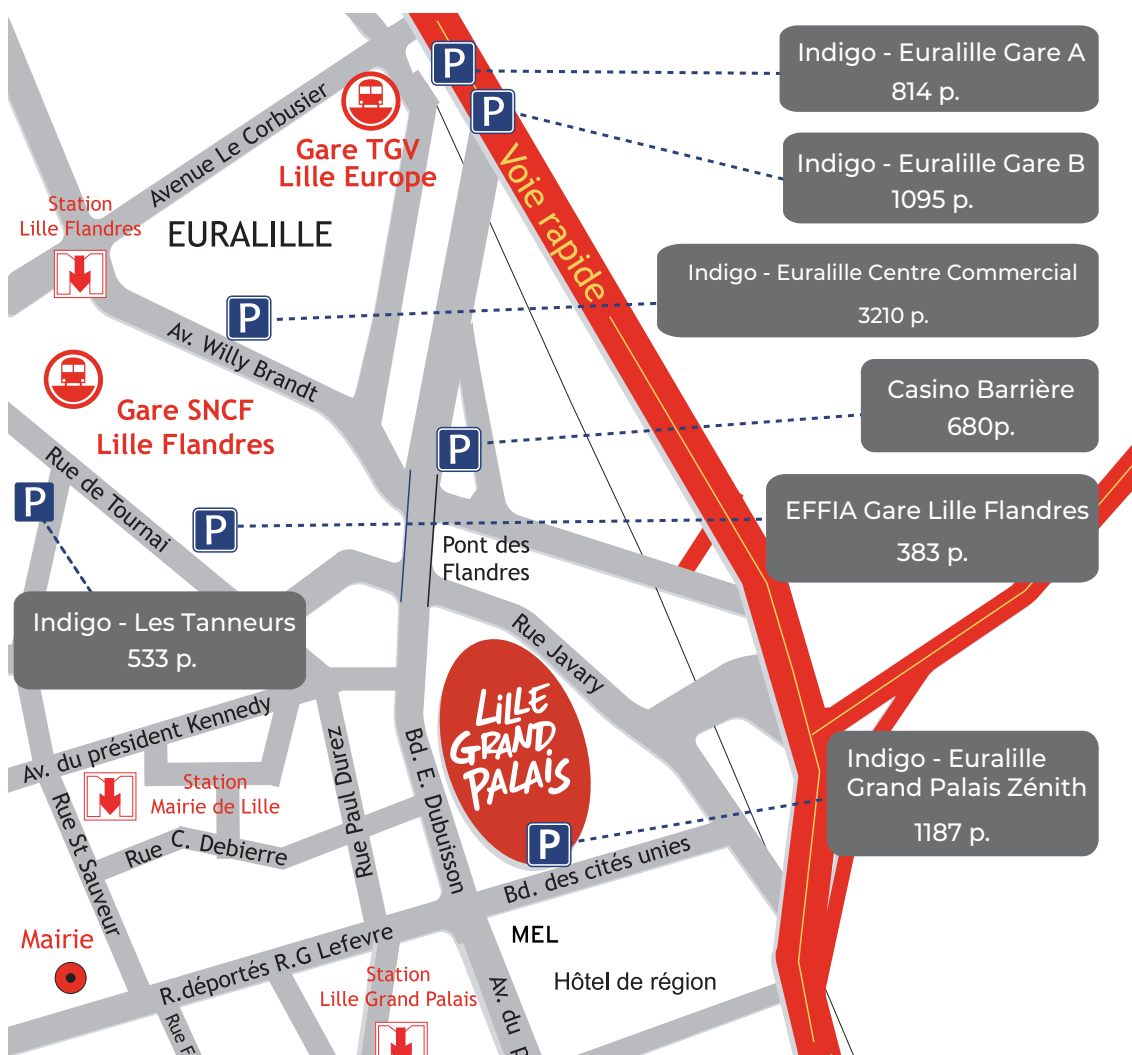 P
Indigo - Euralille Gare A
814 p.
P
Avenue Le Corbusier
Gare TGV
Lille Europe
Voie rapide
Indigo - Euralille Gare B
1095 p.
Station
Lille Flandres
EURALILLE
Indigo - Euralille Centre Commercial
3210 p.
P
Av. Willy Brandt
Gare SNCF
Lille Flandres
Casino Barrière
680p.
P
Rue de Tournai
P
P
EFFIA Gare Lille Flandres
383 p.
Pont des
Flandres
Indigo - Les Tanneurs
533 p.
Rue Javary
LiLLE
GRAND
PALAIS
Av. du président Kennedy
Rue Paul Durez
Bd. E. Dubuisson
Indigo - Euralille
Grand Palais Zénith
1187 p.
Station
Mairie de Lille
Rue St Sauveur
Rue C. Debierre
P
Bd. des cités unies
Mairie
R.déportés R.G Lefevre
MEL
Hôtel de région
Station
Lille Grand Palais
Av. du
Rue F